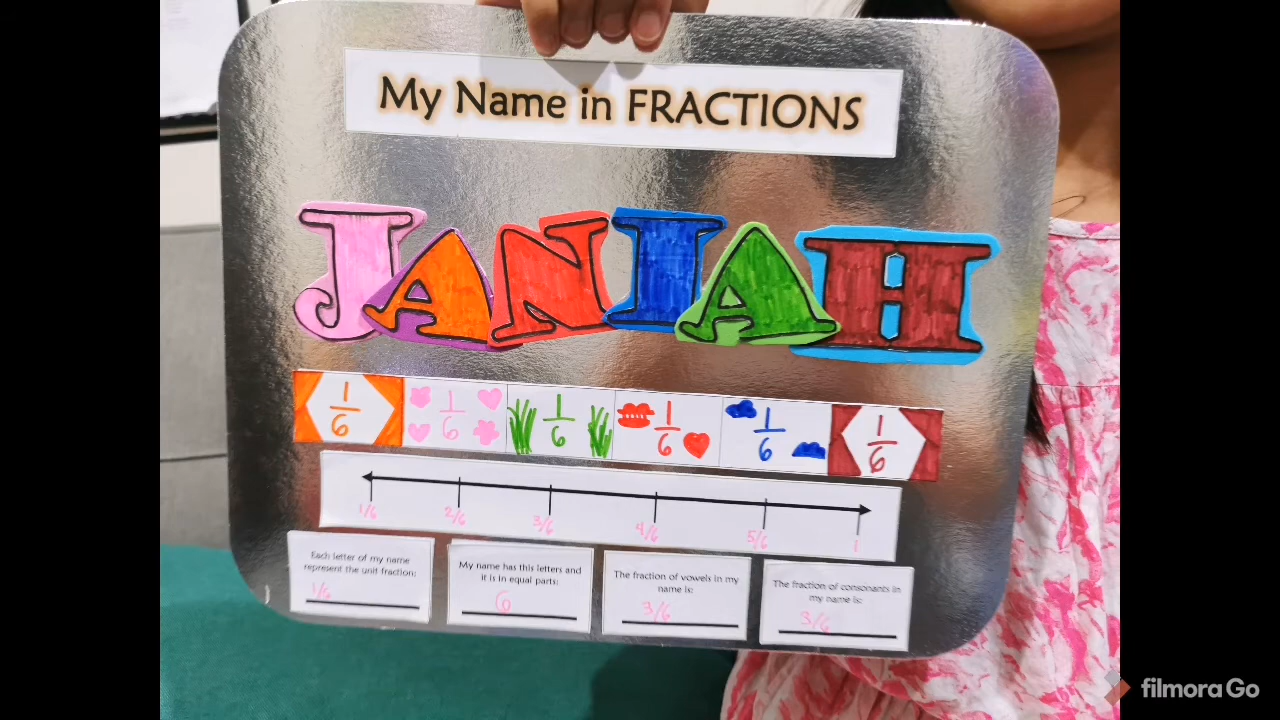 My Name in FRACTIONS
JANIAH
1/6 1/6 1/6 1/6 1/6 1/6
1/6 2/6 3/6 4/6 5/6 1
Each letter of my name
represent the unit fraction:
1/6
My name has this letters and
it is in equal parts:
6
The fraction of vowels in my
name is:
3/6
The fraction of consonants in
my name is:
3/6
filmora Go